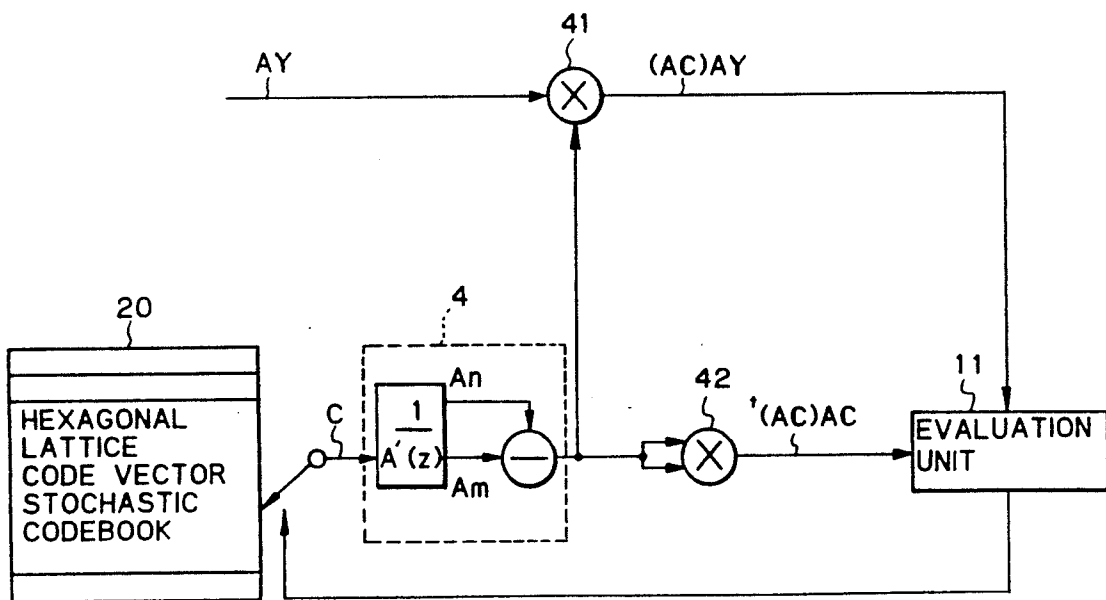 41
AY
(AC)AY
20
4
An
42
11
HEXAGONAL
LATTICE
CODE VECTOR
STOCHASTIC
CODEBOOK
C
1
A'(z)
Am
t(AC)AC
EVALUATION
UNIT